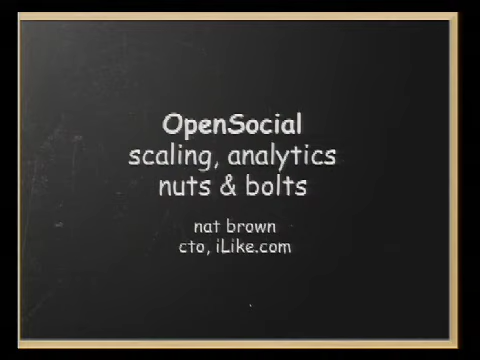 OpenSocial
scaling, analytics
nuts & bolts
nat brown
cto, iLike.com